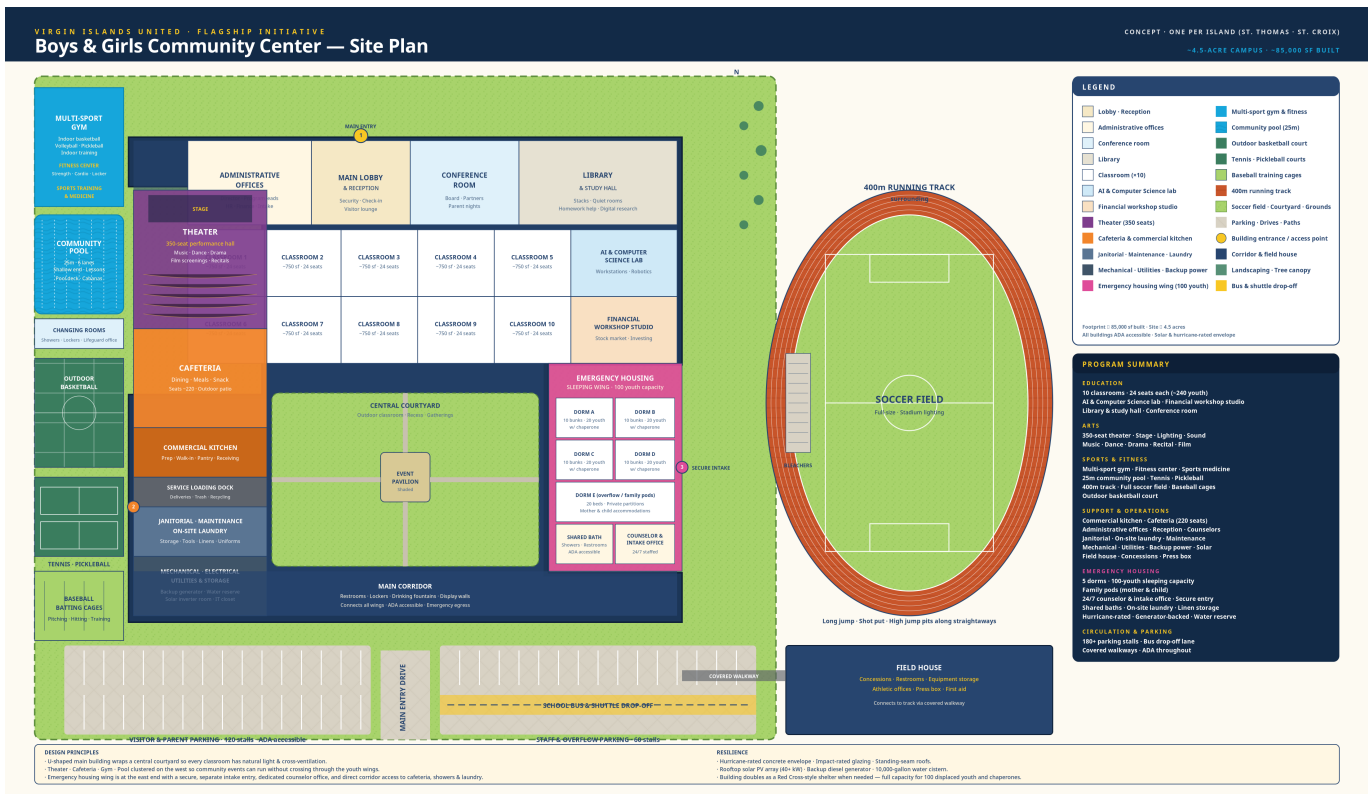 VIRGIN ISLANDS UNITED · FLAGSHIP INITIATIVE
Boys & Girls Community Center — Site Plan
CONCEPT · ONE PER ISLAND (ST. THOMAS · ST. CROIX)
~4.5-ACRE CAMPUS · ~85,000 SF BUILT
N
MULTI-SPORT
GYM
Indoor basketball
Volleyball · Pickleball
Indoor training
FITNESS CENTER
Strength · Cardio · Locker
SPORTS TRAINING
& MEDICINE
COMMUNITY
POOL
25m · 6 lanes
Shallow end · Lessons
Pool deck · Cabanas
CHANGING ROOMS
Showers · Lockers · Lifeguard office
OUTDOOR
BASKETBALL
TENNIS · PICKLEBALL
BASEBALL
BATTING CAGES
Pitching · Hitting · Training
MAIN ENTRY
1
ADMINISTRATIVE
OFFICES
MAIN LOBBY
& RECEPTION
Security · Check-in
Visitor lounge
CONFERENCE
ROOM
Board · Partners
Parent nights
LIBRARY
& STUDY HALL
Stacks · Quiet rooms
Homework help · Digital research
STAGE
THEATER
350-seat performance hall
Music · Dance · Drama
Film screenings · Recitals
CLASSROOM 2
~750 sf · 24 seats
CLASSROOM 3
~750 sf · 24 seats
CLASSROOM 4
~750 sf · 24 seats
CLASSROOM 5
~750 sf · 24 seats
AI & COMPUTER
SCIENCE LAB
Workstations · Robotics
CLASSROOM 7
~750 sf · 24 seats
CLASSROOM 8
~750 sf · 24 seats
CLASSROOM 9
~750 sf · 24 seats
CLASSROOM 10
~750 sf · 24 seats
FINANCIAL
WORKSHOP STUDIO
Stock market · Investing
CAFETERIA
Dining · Meals · Snack
Seats ~220 · Outdoor patio
COMMERCIAL KITCHEN
Prep · Walk-in · Pantry · Receiving
SERVICE LOADING DOCK
Deliveries · Trash · Recycling
2
JANITORIAL · MAINTENANCE
ON-SITE LAUNDRY
Storage · Tools · Linens · Uniforms
MECHANICAL · ELECTRICAL
UTILITIES & STORAGE
Backup generator · Water reserve
Solar inverter room · IT closet
CENTRAL COURTYARD
Outdoor classroom · Recess · Gatherings
EVENT
PAVILION
Shaded
EMERGENCY HOUSING
SLEEPING WING · 100 youth capacity
DORM A
10 bunks · 20 youth
w/ chaperone
DORM B
10 bunks · 20 youth
w/ chaperone
DORM C
10 bunks · 20 youth
w/ chaperone
DORM D
10 bunks · 20 youth
w/ chaperone
DORM E (overflow / family pods)
20 beds · Private partitions
Mother & child accommodations
SHARED BATH
Showers · Restrooms
ADA accessible
COUNSELOR &
INTAKE OFFICE
24/7 staffed
3
SECURE INTAKE
MAIN CORRIDOR
Restrooms · Lockers · Drinking fountains · Display walls
Connects all wings · ADA accessible · Emergency egress
400m RUNNING TRACK
surrounding
SOCCER FIELD
Full-size · Stadium lighting
BLEACHERS
Long jump · Shot put · High jump pits along straightaways
MAIN ENTRY DRIVE
SCHOOL BUS & SHUTTLE DROP-OFF
COVERED WALKWAY
FIELD HOUSE
Concessions · Restrooms · Equipment storage
Athletic offices · Press box · First aid
Connects to track via covered walkway
VISITOR & PARENT PARKING · 120 stalls · ADA accessible
STAFF & OVERFLOW PARKING · 60 stalls
LEGEND
Lobby · Reception
Administrative offices
Conference room
Library
Classroom (×10)
AI & Computer Science lab
Financial workshop studio
Theater (350 seats)
Cafeteria & commercial kitchen
Janitorial · Maintenance · Laundry
Mechanical · Utilities · Backup power
Emergency housing wing (100 youth)
Multi-sport gym & fitness
Community pool (25m)
Outdoor basketball court
Tennis · Pickleball courts
Baseball training cages
400m running track
Soccer field · Courtyard · Grounds
Parking · Drives · Paths
Building entrance / access point
Corridor & field house
Landscaping · Tree canopy
Bus & shuttle drop-off
Footprint ▯ 85,000 sf built · Site ▯ 4.5 acres
All buildings ADA accessible · Solar & hurricane-rated envelope
PROGRAM SUMMARY
EDUCATION
10 classrooms · 24 seats each (~240 youth)
AI & Computer Science lab · Financial workshop studio
Library & study hall · Conference room
ARTS
350-seat theater · Stage · Lighting · Sound
Music · Dance · Drama · Recital · Film
SPORTS & FITNESS
Multi-sport gym · Fitness center · Sports medicine
25m community pool · Tennis · Pickleball
400m track · Full soccer field · Baseball cages
Outdoor basketball court
SUPPORT & OPERATIONS
Commercial kitchen · Cafeteria (220 seats)
Administrative offices · Reception · Counselors
Janitorial · On-site laundry · Maintenance
Mechanical · Utilities · Backup power · Solar
Field house · Concessions · Press box
EMERGENCY HOUSING
5 dorms · 100-youth sleeping capacity
Family pods (mother & child)
24/7 counselor & intake office · Secure entry
Shared baths · On-site laundry · Linen storage
Hurricane-rated · Generator-backed · Water reserve
CIRCULATION & PARKING
180+ parking stalls · Bus drop-off lane
Covered walkways · ADA throughout
DESIGN PRINCIPLES
· U-shaped main building wraps a central courtyard so every classroom has natural light & cross-ventilation.
· Theater · Cafeteria · Gym · Pool clustered on the west so community events can run without crossing through the youth wings.
· Emergency housing wing is at the east end with a secure, separate intake entry, dedicated counselor office, and direct corridor access to cafeteria, showers & laundry.
RESILIENCE
· Hurricane-rated concrete envelope · Impact-rated glazing · Standing-seam roofs.
· Rooftop solar PV array (40+ kW) · Backup diesel generator · 10,000-gallon water cistern.
· Building doubles as a Red Cross-style shelter when needed — full capacity for 100 displaced youth and chaperones.